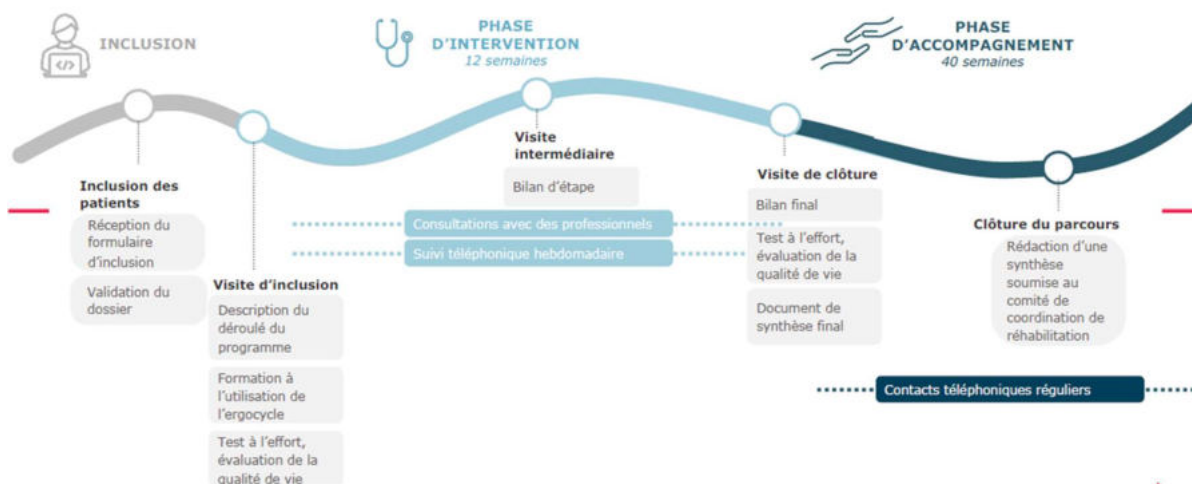 </>
INCLUSION
PHASE
D'INTERVENTION
12 semaines
PHASE
D'ACCOMPAGNEMENT
40 semaines
Inclusion des
patients
Réception du
formulaire
d'inclusion
Validation du
dossier
Visite d'inclusion
Description du
déroulé du
programme
Formation à
l'utilisation de
l'ergocycle
Test à l'effort,
évaluation de la
qualité de vie
Visite
intermédiaire
Bilan d'étape
Consultations avec des professionnels
Suivi téléphonique hebdomadaire
Visite de clôture
Bilan final
Test à l'effort,
évaluation de la
qualité de vie
Document de
synthèse final
Clôture du parcours
Rédaction d'une
synthèse
soumise au
comité de
coordination de
réhabilitation
Contacts téléphoniques réguliers